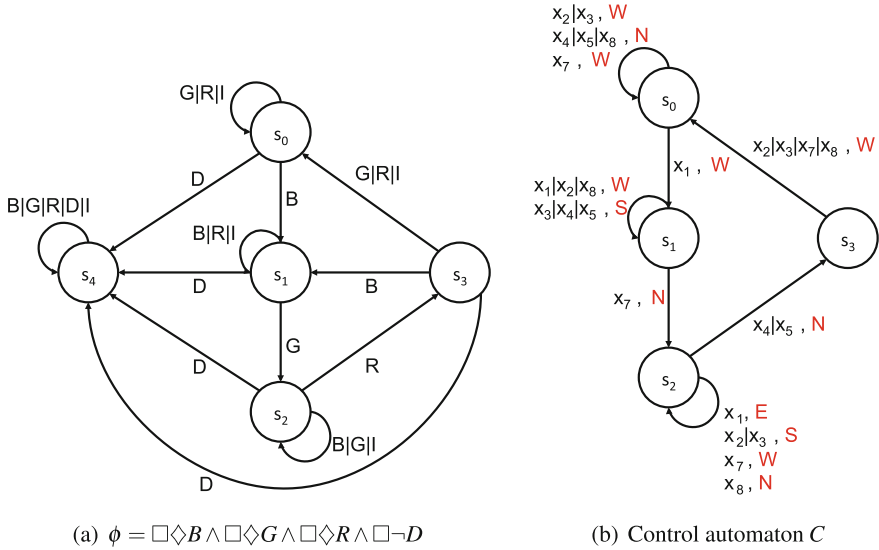 G|R|I
s0
D
B
G|R|I
B|G|R|D|I
B|R|I
s4
D
s1
B
s3
G
D
R
s2
B|G|I
D
(a) ϕ = □◇B ∧ □◇G ∧ □◇R ∧ □¬D
x2|x3 , W
x4|x5|x8 , N
x7 , W
s0
x1 , W
x2|x3|x7|x8 , W
x1|x2|x8 , W
x3|x4|x5 , S
s1
s3
x7 , N
x4|x5 , N
s2
x1, E
x2|x3 , S
x7 , W
x8 , N
(b) Control automaton C